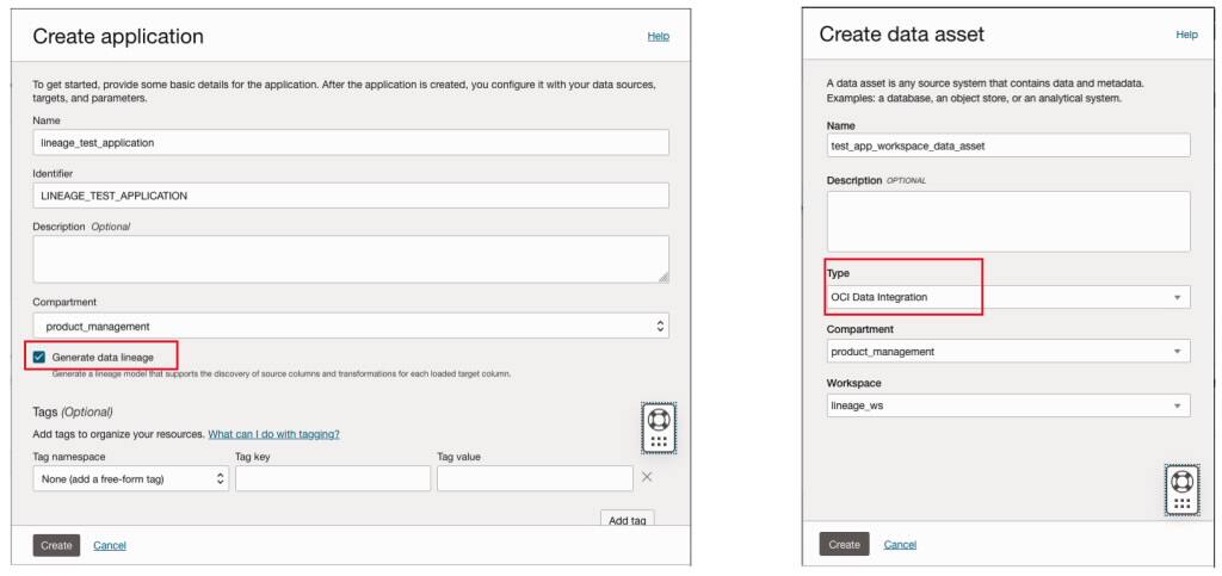 Create application
Help
To get started, provide some basic details for the application. After the application is created, you configure it with your data sources,
targets, and parameters.
Name
lineage_test_application
Identifier
LINEAGE_TEST_APPLICATION
Description Optional
Compartment
product_management
Generate data lineage
Generate a lineage model that supports the discovery of source columns and transformations for each loaded target column.
Tags (Optional)
Add tags to organize your resources. What can I do with tagging?
Tag namespace Tag key Tag value
None (add a free-form tag)
Add tag
Create Cancel
Create data asset
Help
A data asset is any source system that contains data and metadata.
Examples: a database, an object store, or an analytical system.
Name
test_app_workspace_data_asset
Description OPTIONAL
Type
OCI Data Integration
Compartment
product_management
Workspace
lineage_ws
Create Cancel